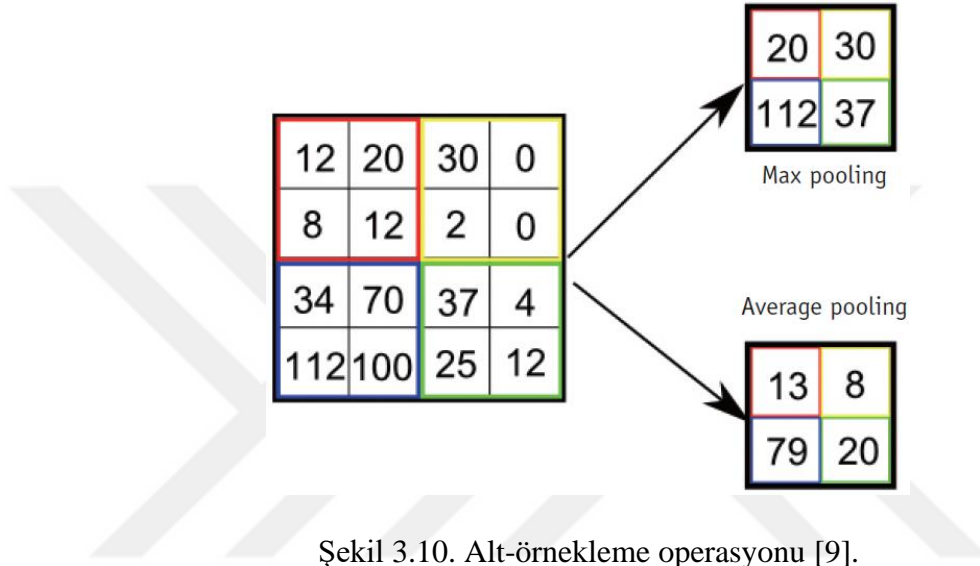 12 20 30 0
8 12 2 0
34 70 37 4
112 100 25 12
20 30
112 37
Max pooling
Average pooling
13 8
79 20
Şekil 3.10. Alt-örnekleme operasyonu [9].